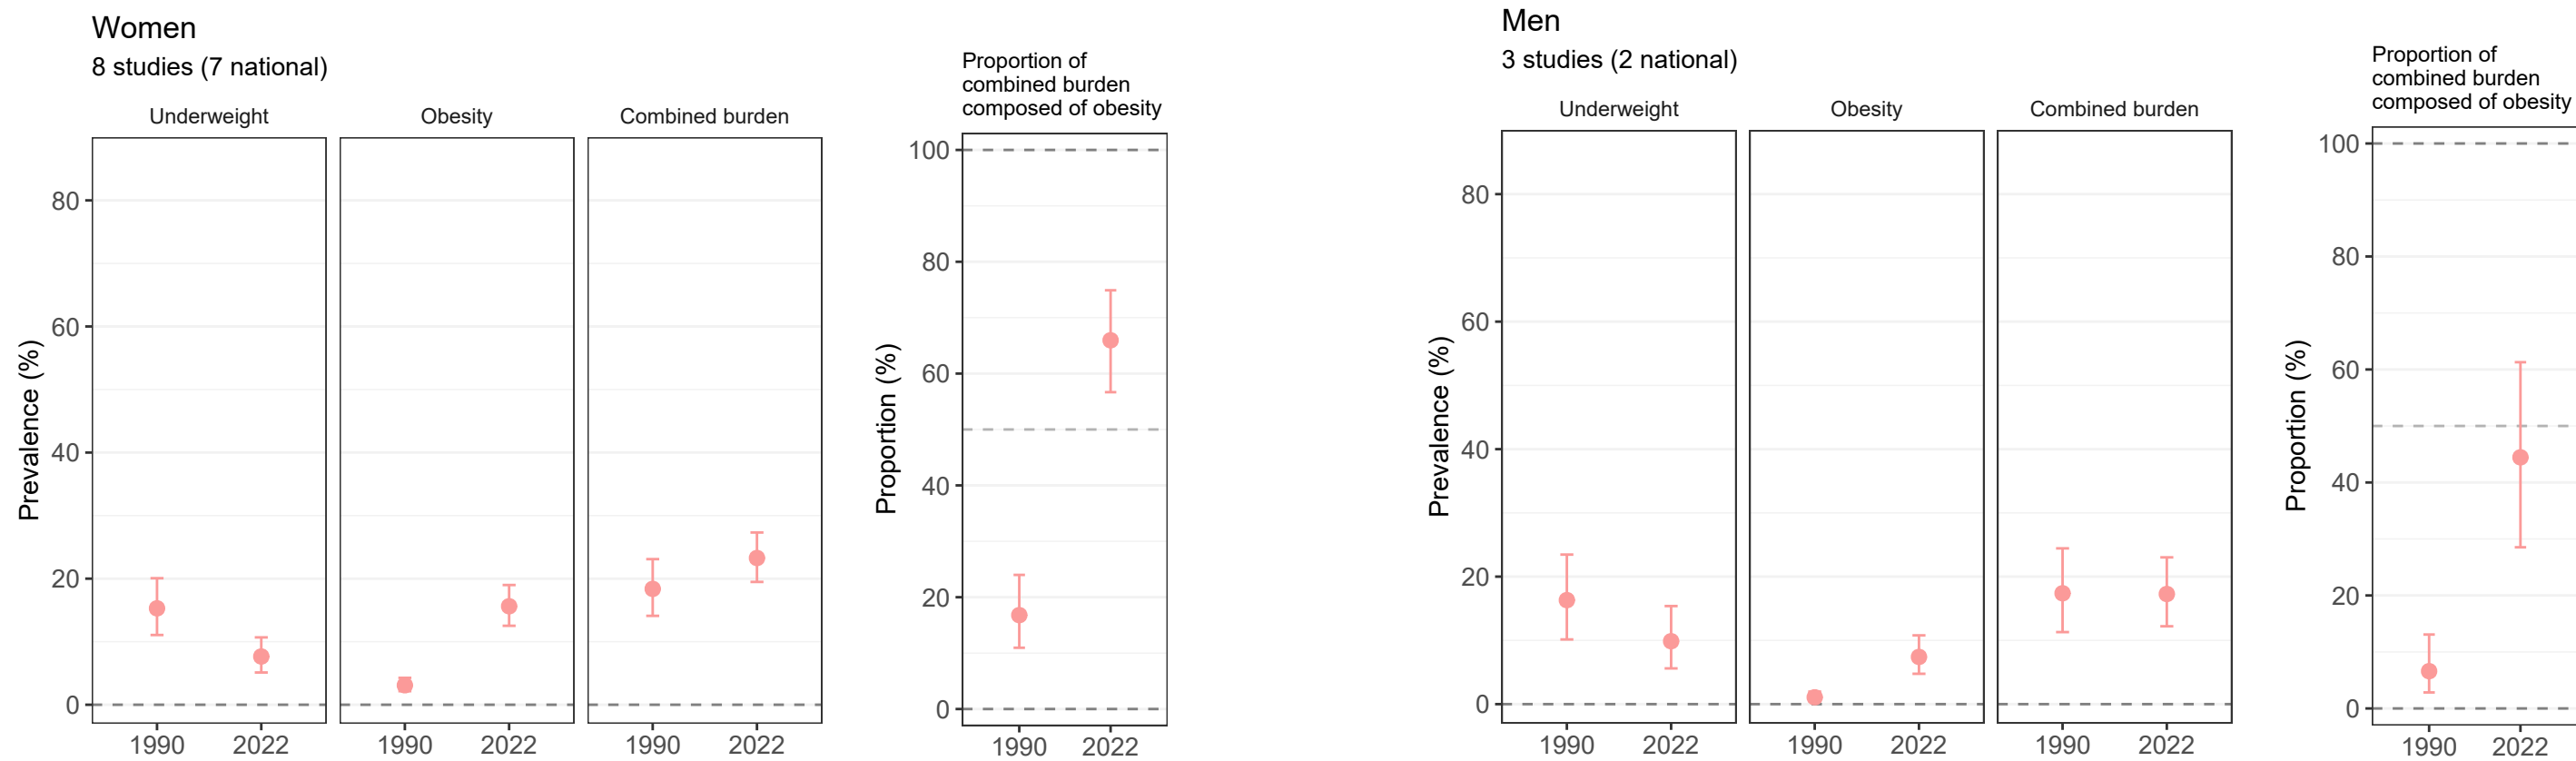 Women
8 studies (7 national)
Underweight
Obesity
Combined burden
Prevalence (%)
80
60
40
20
0
1990 2022
1990 2022
1990 2022
Proportion of
combined burden
composed of obesity
Proportion (%)
100
80
60
40
20
0
1990 2022
Men
3 studies (2 national)
Underweight
Obesity
Combined burden
Prevalence (%)
80
60
40
20
0
1990 2022
1990 2022
1990 2022
Proportion of
combined burden
composed of obesity
Proportion (%)
100
80
60
40
20
0
1990 2022